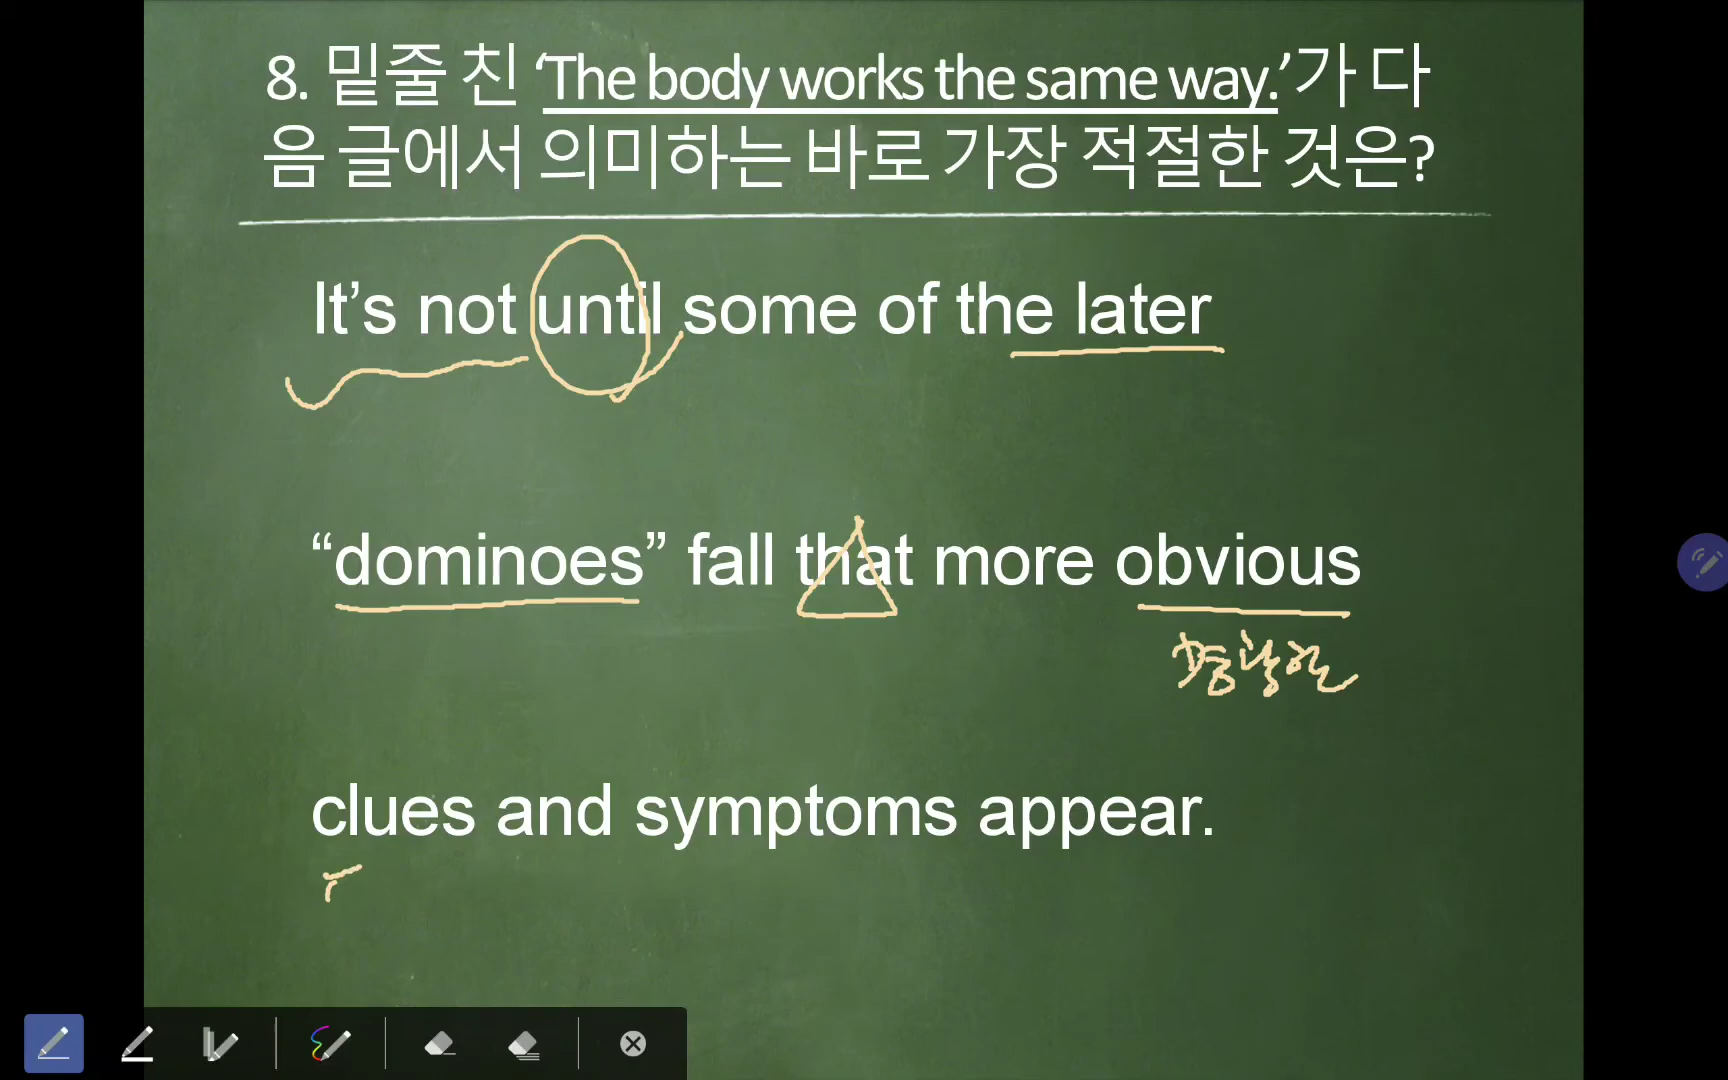 8. 밑줄 친 ‘The body works the same way.’가 다
음 글에서 의미하는 바로 가장 적절한 것은?
It’s not until some of the later
“dominoes” fall that more obvious
clues and symptoms appear.